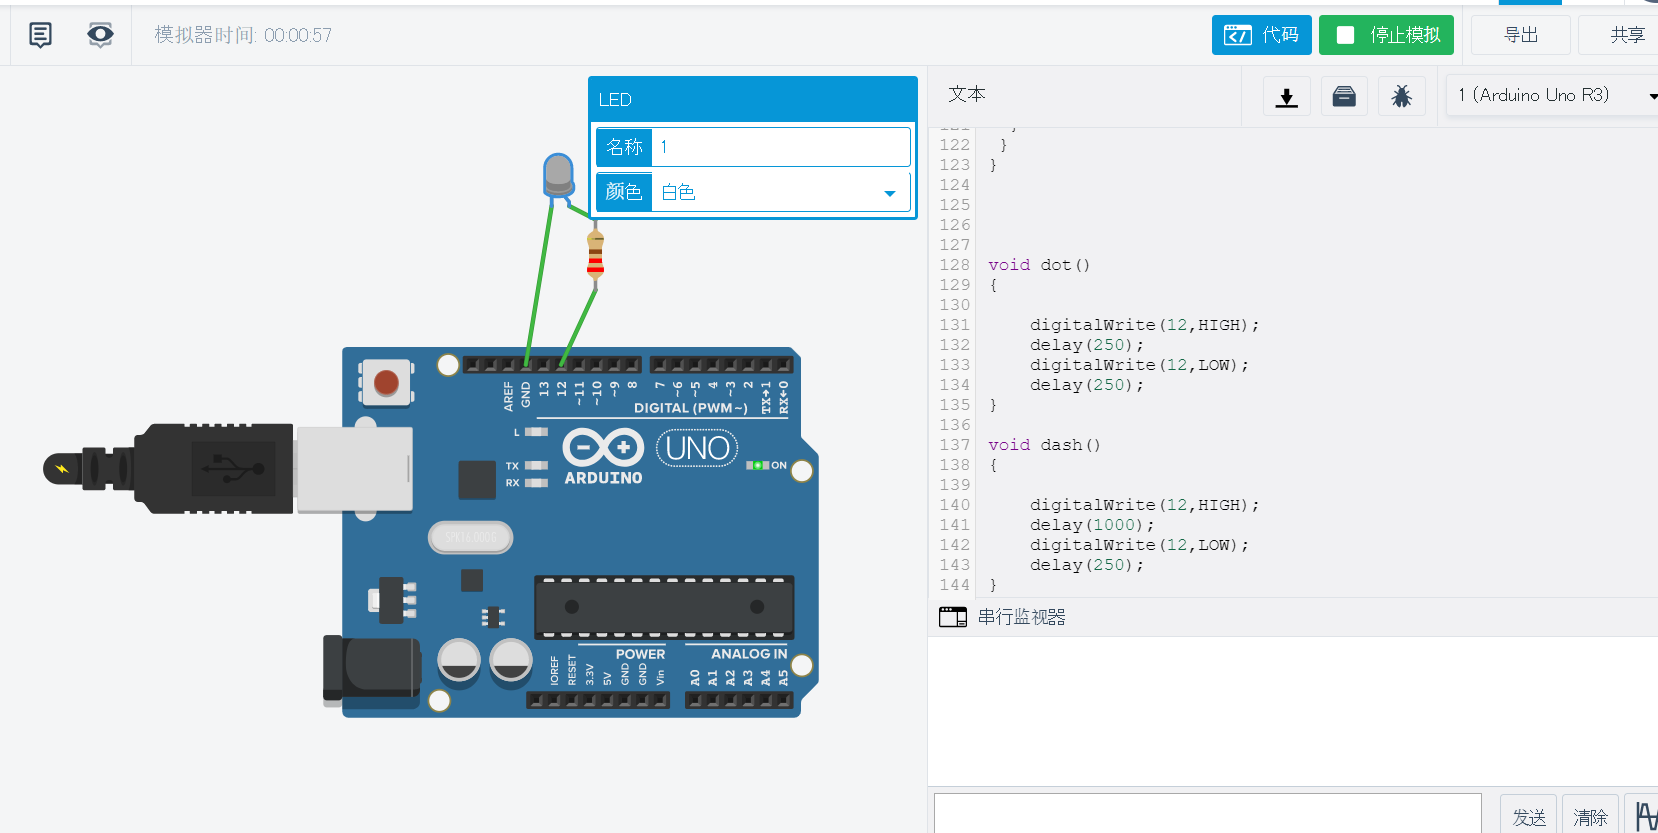 模拟器时间: 00:00:57
代码
停止模拟
导出
共享
LED
名称 1
颜色 白色
文本
1 (Arduino Uno R3)
122 }
123 }
124
125
126
127
128 void dot()
129 {
130
131 digitalWrite(12,HIGH);
132 delay(250);
133 digitalWrite(12,LOW);
134 delay(250);
135 }
136
137 void dash()
138 {
139
140 digitalWrite(12,HIGH);
141 delay(1000);
142 digitalWrite(12,LOW);
143 delay(250);
144 }
串行监视器
发送
清除
AREF
GND
13
12
~11
~10
~9
8
7
~6
~5
4
~3
2
TX→1
RX←0
DIGITAL (PWM~)
L
TX
RX
ARDUINO
UNO
ON
POWER
ANALOG IN
IOREF
RESET
3.3V
5V
GND
GND
Vin
A0
A1
A2
A3
A4
A5